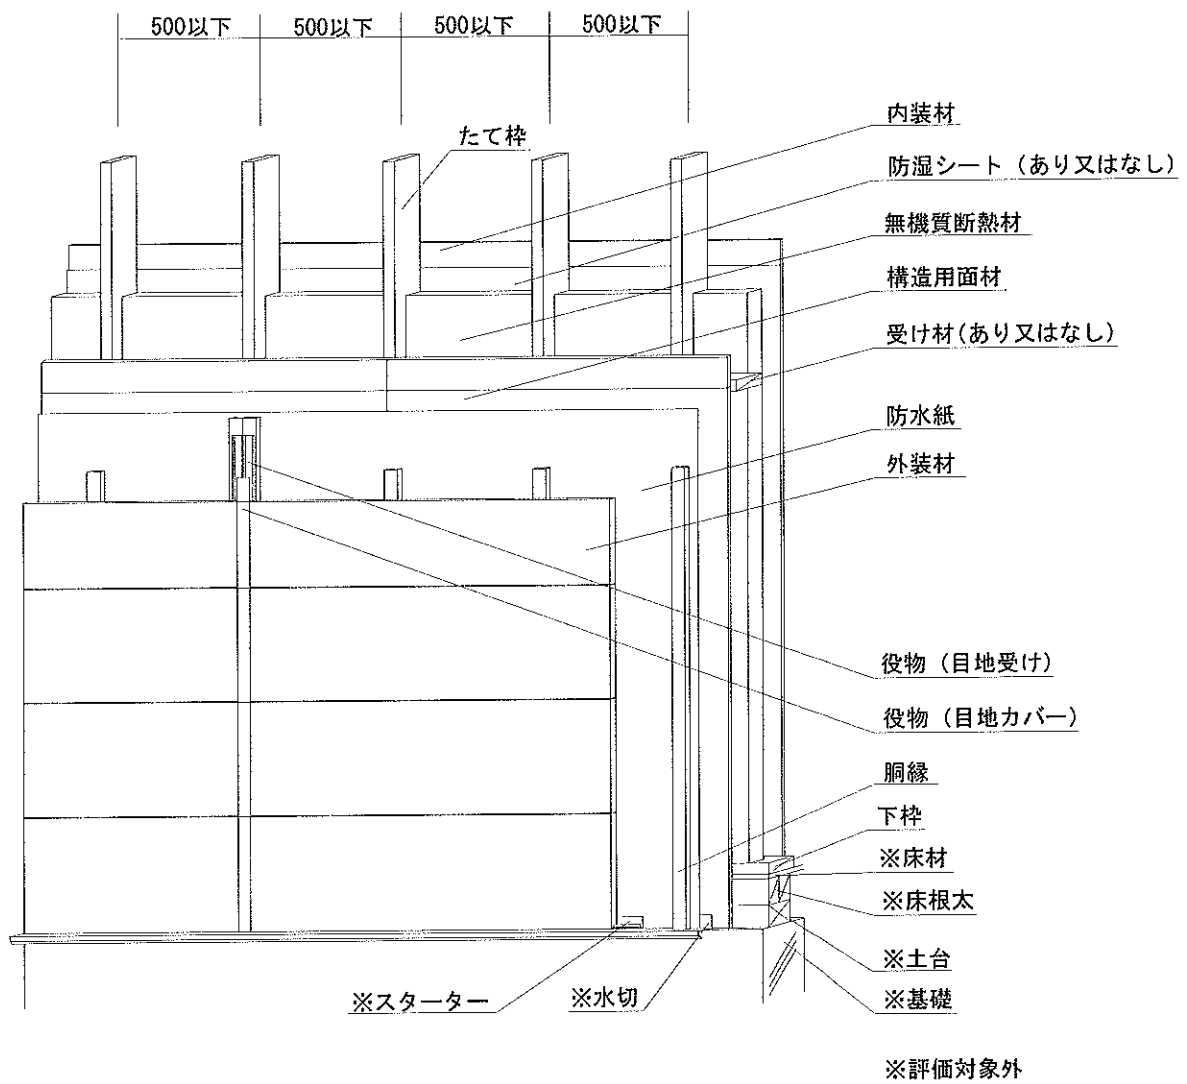 500以下 500以下 500以下 500以下
内装材
たて枠
防湿シート（あり又はなし）
無機質断熱材
構造用面材
受け材(あり又はなし)
防水紙
外装材
役物（目地受け）
役物（目地カバー）
胴縁
下枠
※床材
※床根太
※土台
※スターター
※水切
※基礎
※評価対象外